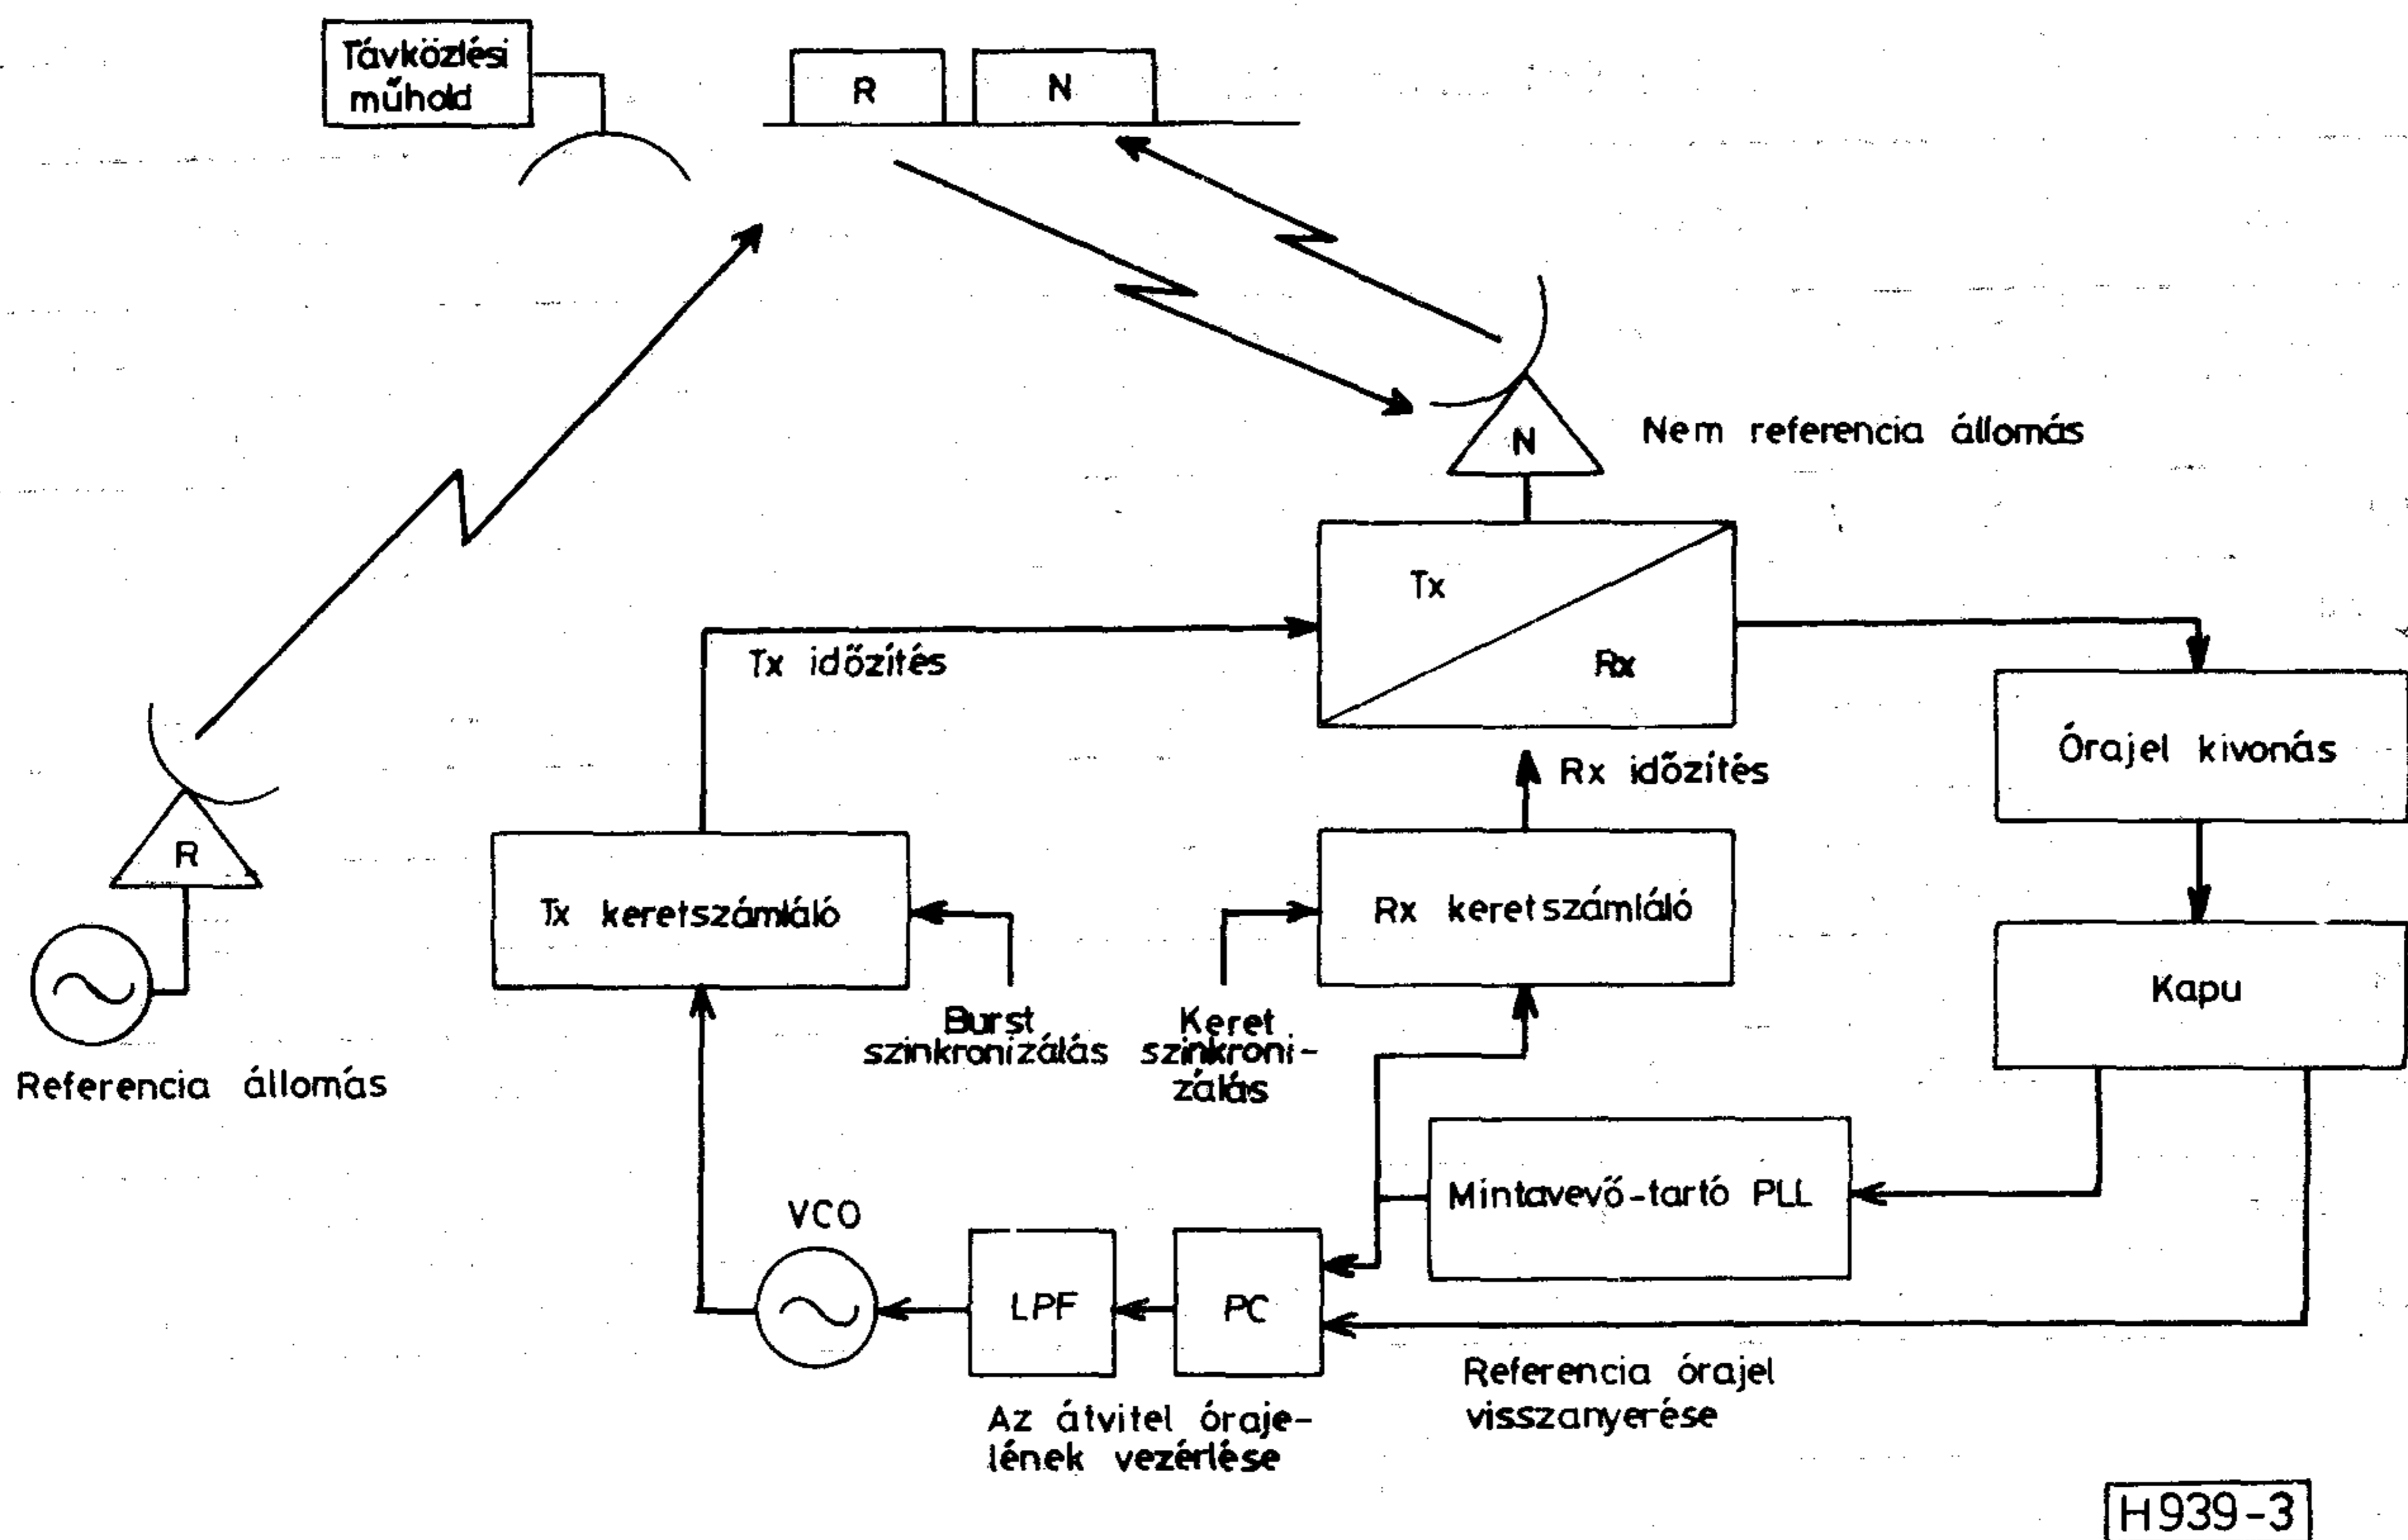 Távközlési
műhold
R
N
N
Nem referencia állomás
Tx
Rx
Tx időzítés
Órajel kivonás
Rx időzítés
R
Tx keretszámláló
Rx keretszámláló
Kapu
Burst
szinkronizálás
Keret
szinkroni-
zálás
Referencia állomás
Mintavevő-tartó PLL
VCO
LPF
PC
Referencia órajel
visszanyerése
Az átvitel óraje-
lének vezérlése
H939-3